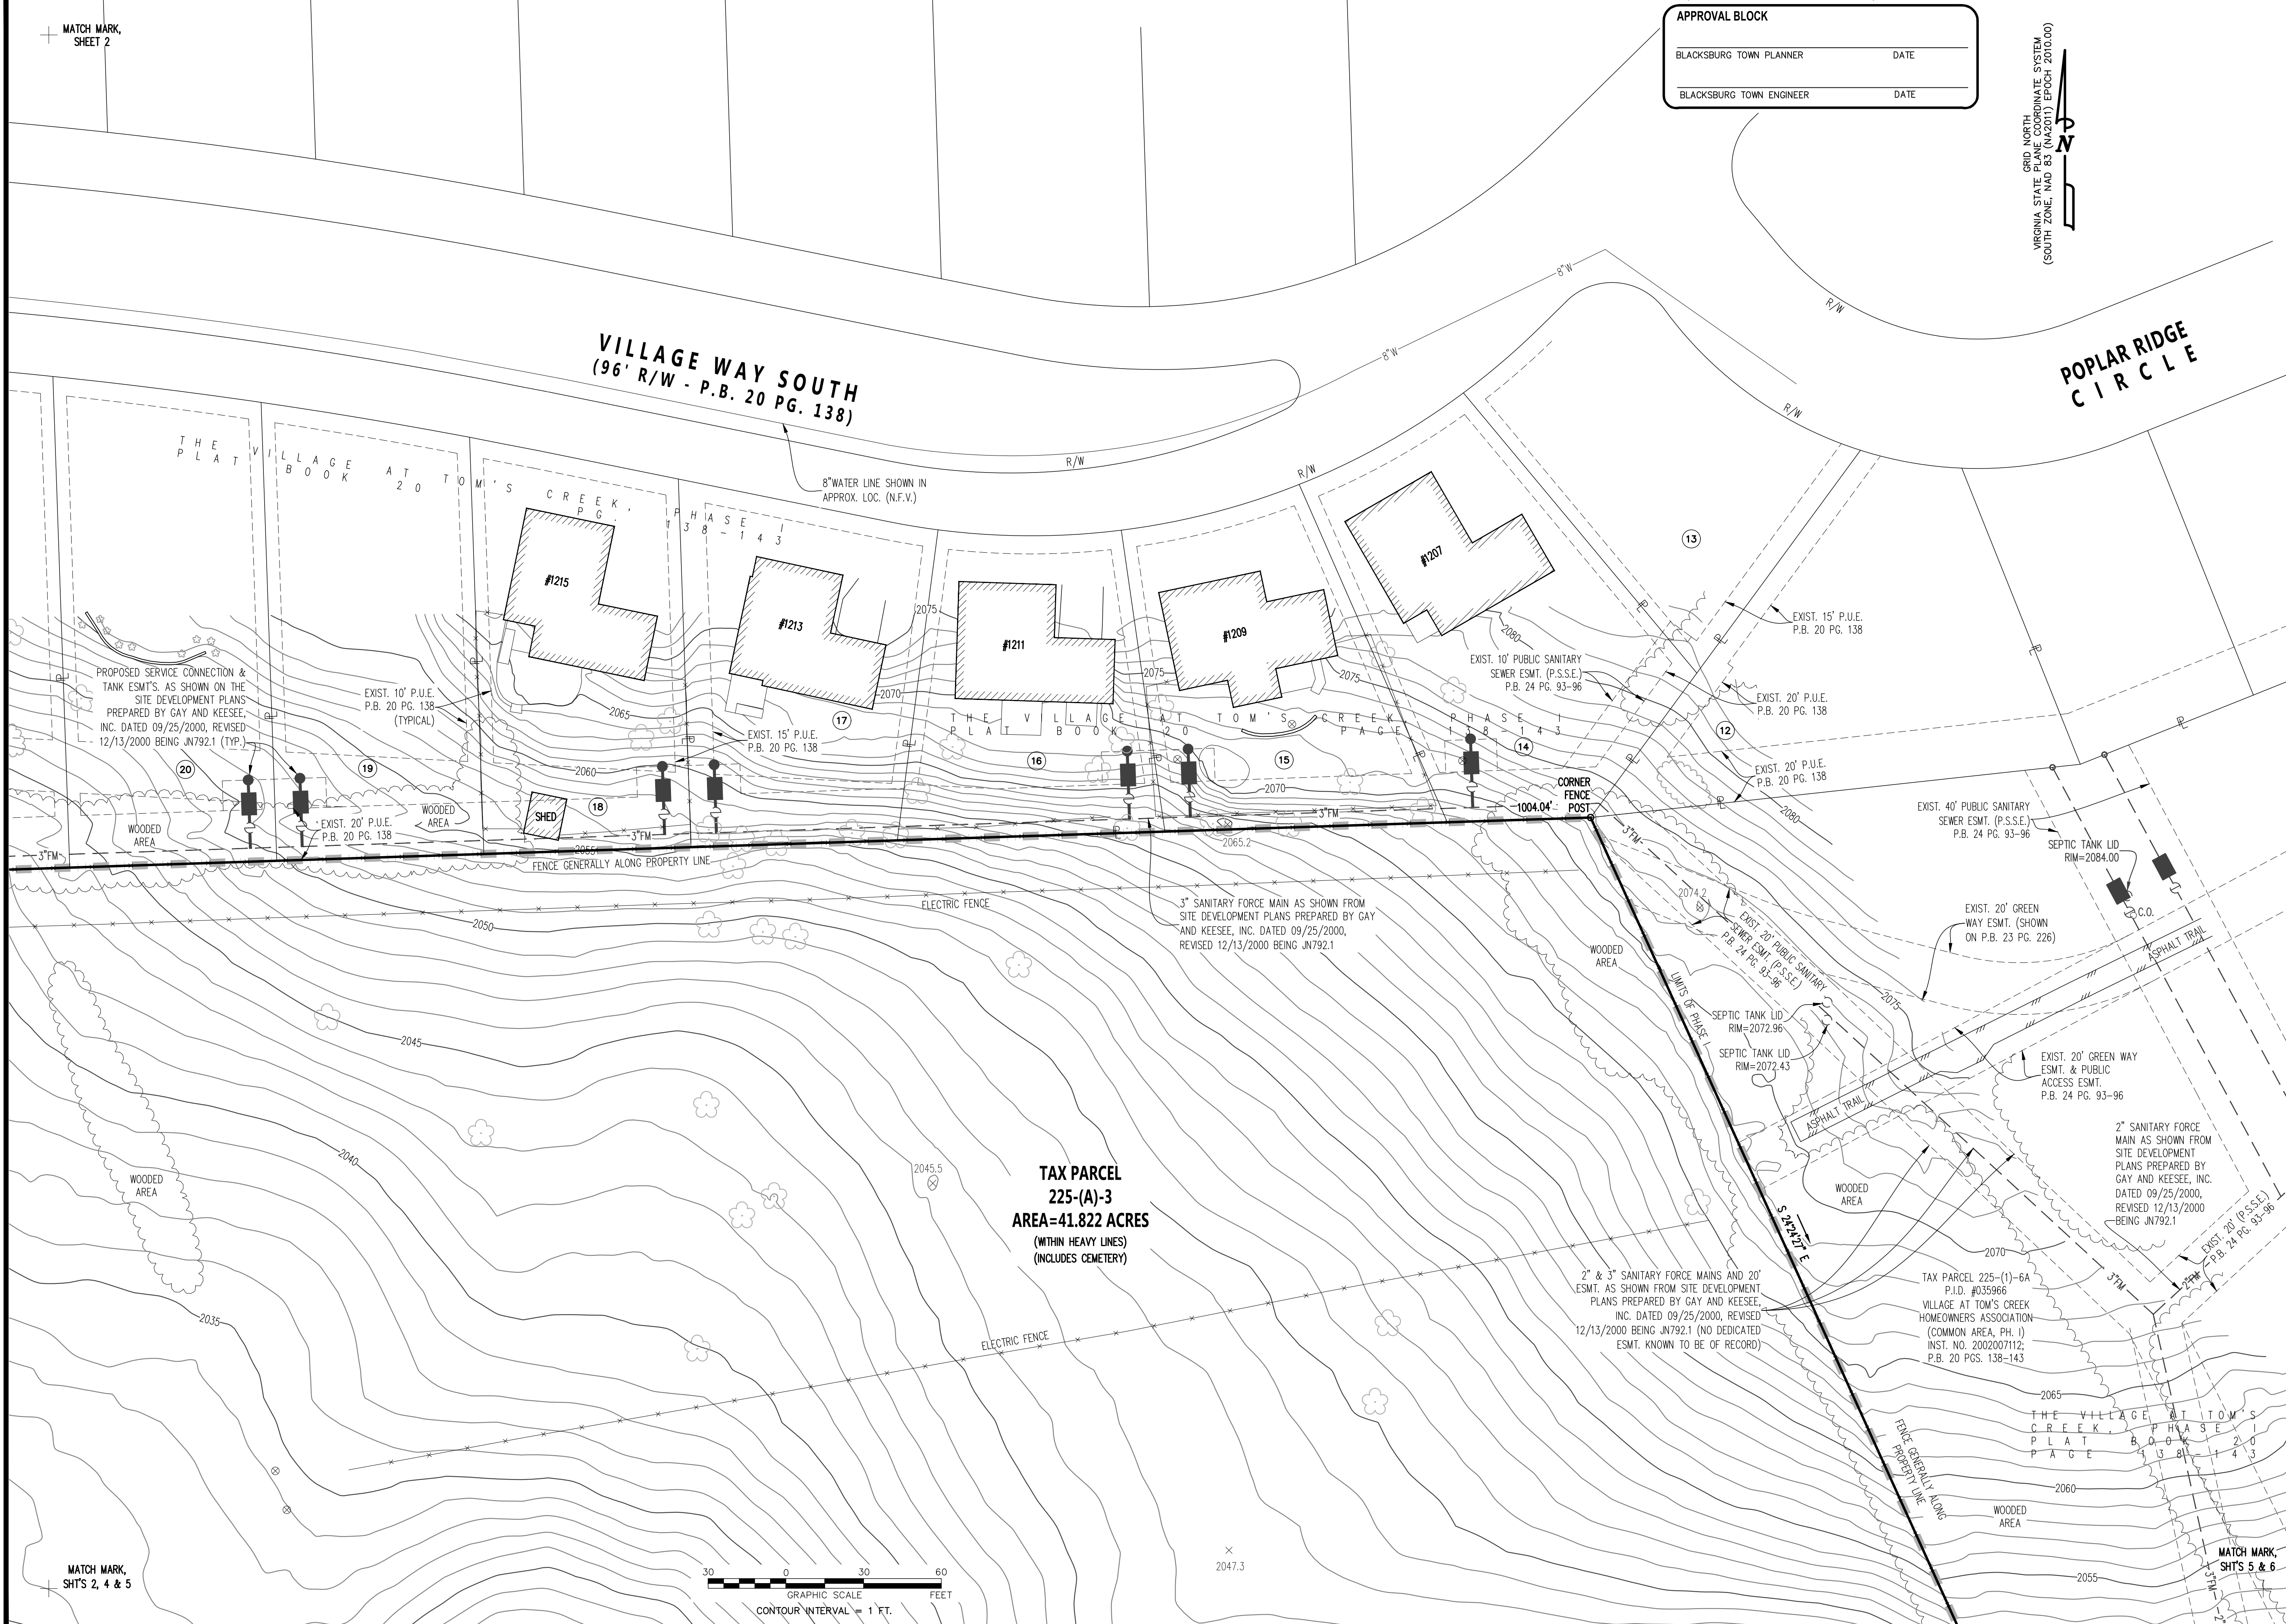 MATCH MARK,
SHEET 2
APPROVAL BLOCK
BLACKSBURG TOWN PLANNER DATE
BLACKSBURG TOWN ENGINEER DATE
GRID NORTH
VIRGINIA STATE PLANE COORDINATE SYSTEM
(SOUTH ZONE, NAD 83 (NA2011) EPOCH 2010.00)
N
R/W
POPLAR RIDGE
CIRCLE
8"W
8"W
R/W
VILLAGE WAY SOUTH
(96' R/W - P.B. 20 PG. 138)
R/W
R/W
8"WATER LINE SHOWN IN
APPROX. LOC. (N.F.V.)
THE VILLAGE AT TOM'S CREEK, PHASE I
PLAT BOOK 20 PG. 138-143
#1215
#1213
#1211
#1209
#1207
13
2075
2080
2075
2075
2070
2065
EXIST. 15' P.U.E.
P.B. 20 PG. 138
EXIST. 10' PUBLIC SANITARY
SEWER ESMT. (P.S.S.E.)
P.B. 24 PG. 93-96
EXIST. 20' P.U.E.
P.B. 20 PG. 138
PROPOSED SERVICE CONNECTION &
TANK ESMT'S. AS SHOWN ON THE
SITE DEVELOPMENT PLANS
PREPARED BY GAY AND KEESEE,
INC. DATED 09/25/2000, REVISED
12/13/2000 BEING JN792.1 (TYP.)
EXIST. 10' P.U.E.
P.B. 20 PG. 138
(TYPICAL)
17
EXIST. 15' P.U.E.
P.B. 20 PG. 138
THE VILLAGE AT TOM'S CREEK, PHASE I
PLAT BOOK 20 PAGE 138-143
14
12
20
19
18
16
15
2060
2070
EXIST. 20' P.U.E.
P.B. 20 PG. 138
CORNER
FENCE
POST
1004.04'
2080
WOODED
AREA
WOODED
AREA
EXIST. 20' P.U.E.
P.B. 20 PG. 138
SHED
3"FM
3"FM
3"FM
3"FM
2055
2065.2
FENCE GENERALLY ALONG PROPERTY LINE
EXIST. 40' PUBLIC SANITARY
SEWER ESMT. (P.S.S.E.)
P.B. 24 PG. 93-96
SEPTIC TANK LID
RIM=2084.00
C.O.
ELECTRIC FENCE
2050
3" SANITARY FORCE MAIN AS SHOWN FROM
SITE DEVELOPMENT PLANS PREPARED BY GAY
AND KEESEE, INC. DATED 09/25/2000,
REVISED 12/13/2000 BEING JN792.1
2074.2
EXIST. 20' PUBLIC SANITARY
SEWER ESMT. (P.S.S.E.)
P.B. 24 PG. 93-96
EXIST. 20' GREEN
WAY ESMT. (SHOWN
ON P.B. 23 PG. 226)
ASPHALT TRAIL
WOODED
AREA
LIMITS OF PHASE I
2075
SEPTIC TANK LID
RIM=2072.96
SEPTIC TANK LID
RIM=2072.43
2045
EXIST. 20' GREEN WAY
ESMT. & PUBLIC
ACCESS ESMT.
P.B. 24 PG. 93-96
ASPHALT TRAIL
2040
2" SANITARY FORCE
MAIN AS SHOWN FROM
SITE DEVELOPMENT
PLANS PREPARED BY
GAY AND KEESEE, INC.
DATED 09/25/2000,
REVISED 12/13/2000
BEING JN792.1
WOODED
AREA
2045.5
TAX PARCEL
225-(A)-3
AREA=41.822 ACRES
(WITHIN HEAVY LINES)
(INCLUDES CEMETERY)
WOODED
AREA
S 24°24'27" E
2070
EXIST. 20' (P.S.S.E.)
P.B. 24 PG. 93-96
2"FM
3"FM
2" & 3" SANITARY FORCE MAINS AND 20'
ESMT. AS SHOWN FROM SITE DEVELOPMENT
PLANS PREPARED BY GAY AND KEESEE,
INC. DATED 09/25/2000, REVISED
12/13/2000 BEING JN792.1 (NO DEDICATED
ESMT. KNOWN TO BE OF RECORD)
TAX PARCEL 225-(1)-6A
P.I.D. #035966
VILLAGE AT TOM'S CREEK
HOMEOWNERS ASSOCIATION
(COMMON AREA, PH. I)
INST. NO. 2002007112;
P.B. 20 PGS. 138-143
2035
ELECTRIC FENCE
2065
THE VILLAGE AT TOM'S
CREEK, PHASE I
PLAT BOOK 20
PAGE 138-143
FENCE GENERALLY ALONG
PROPERTY LINE
2060
WOODED
AREA
2047.3
MATCH MARK,
SHT'S 2, 4 & 5
30 0 30 60
GRAPHIC SCALE FEET
CONTOUR INTERVAL = 1 FT.
MATCH MARK,
SHT'S 5 & 6
2055
3"FM